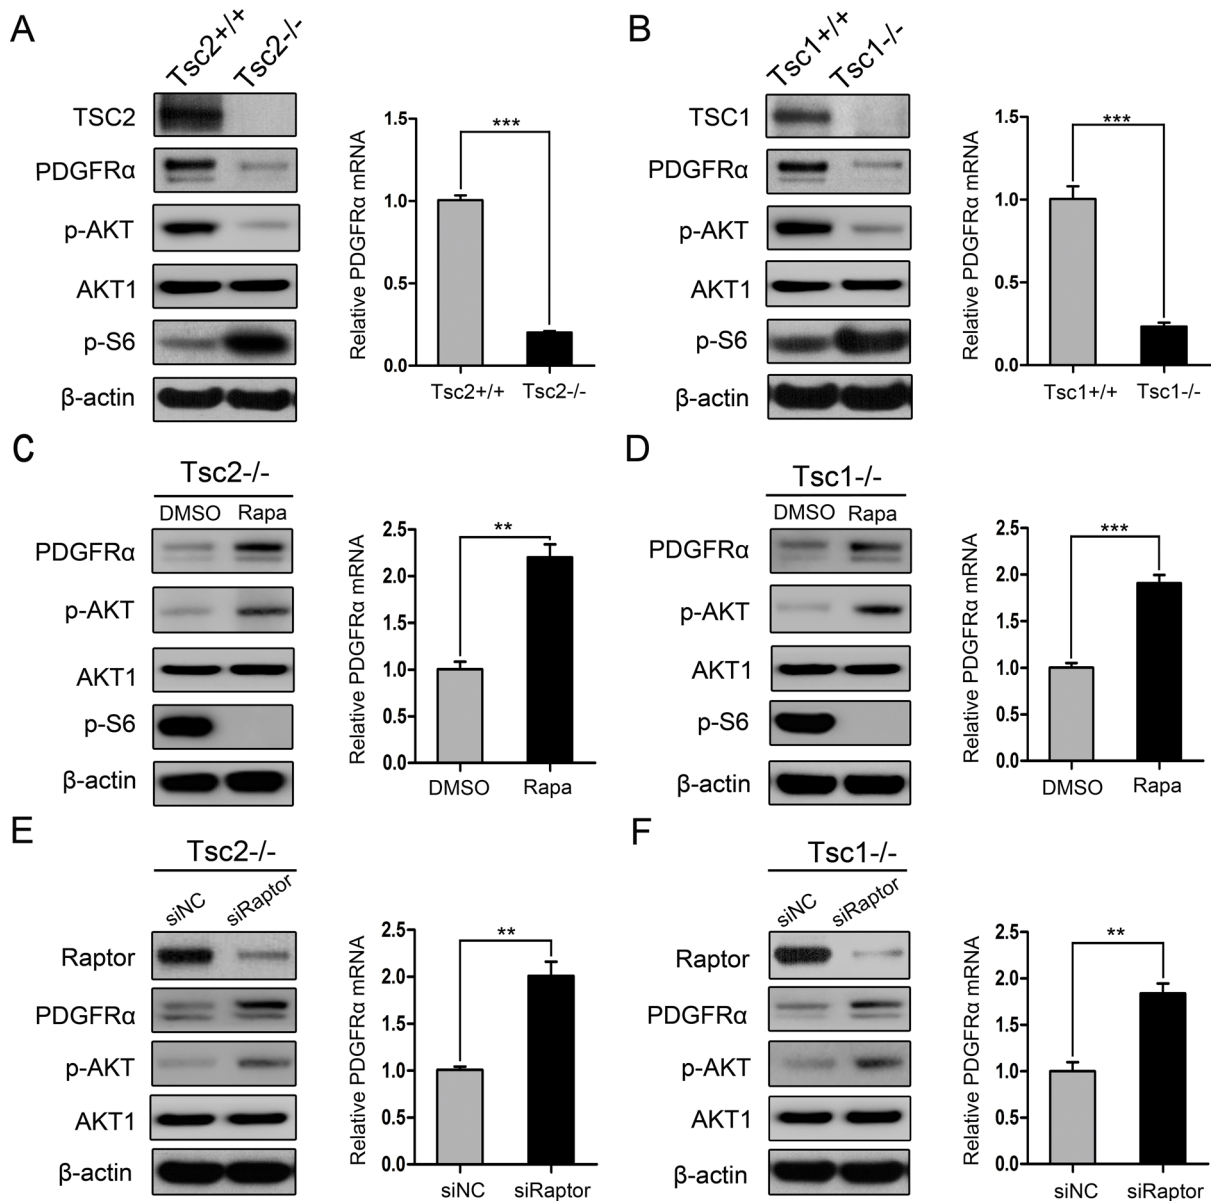 A
Tsc2+/+
Tsc2-/-
TSC2
PDGFRα
p-AKT
AKT1
p-S6
β-actin
Relative PDGFRα mRNA
1.5
1.0
0.5
0.0
***
Tsc2+/+
Tsc2-/-
B
Tsc1+/+
Tsc1-/-
TSC1
PDGFRα
p-AKT
AKT1
p-S6
β-actin
Relative PDGFRα mRNA
1.5
1.0
0.5
0.0
***
Tsc1+/+
Tsc1-/-
C
Tsc2-/-
DMSO Rapa
PDGFRα
p-AKT
AKT1
p-S6
β-actin
Relative PDGFRα mRNA
2.5
2.0
1.5
1.0
0.5
0.0
**
DMSO
Rapa
D
Tsc1-/-
DMSO Rapa
PDGFRα
p-AKT
AKT1
p-S6
β-actin
Relative PDGFRα mRNA
2.5
2.0
1.5
1.0
0.5
0.0
***
DMSO
Rapa
E
Tsc2-/-
siNC
siRaptor
Raptor
PDGFRα
p-AKT
AKT1
β-actin
Relative PDGFRα mRNA
2.5
2.0
1.5
1.0
0.5
0.0
**
siNC
siRaptor
F
Tsc1-/-
siNC
siRaptor
Raptor
PDGFRα
p-AKT
AKT1
β-actin
Relative PDGFRα mRNA
2.5
2.0
1.5
1.0
0.5
0.0
**
siNC
siRaptor